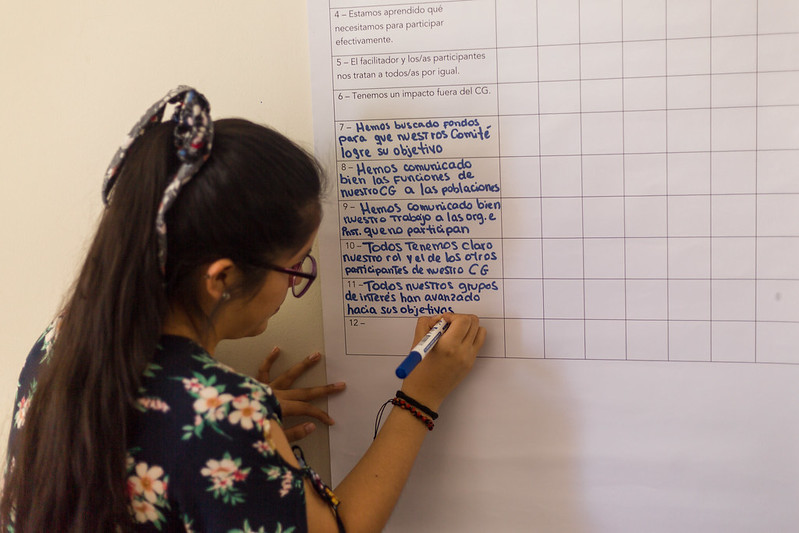 4 – Estamos aprendido qué
necesitamos para participar
efectivamente.
5 – El facilitador y los/as participantes
nos tratan a todos/as por igual.
6 – Tenemos un impacto fuera del CG.
7 – Hemos buscado fondos
para que nuestros Comité
logre su objetivo
8 – Hemos comunicado
bien las funciones de
nuestro CG a las poblaciones
9 – Hemos comunicado bien
nuestro trabajo a las org. e
Inst. que no participan
10 – Todos tenemos claro
nuestro rol y el de los otros
participantes de nuestro CG
11 – Todos nuestros grupos
de interés han avanzado
hacia sus objetivos
12 –